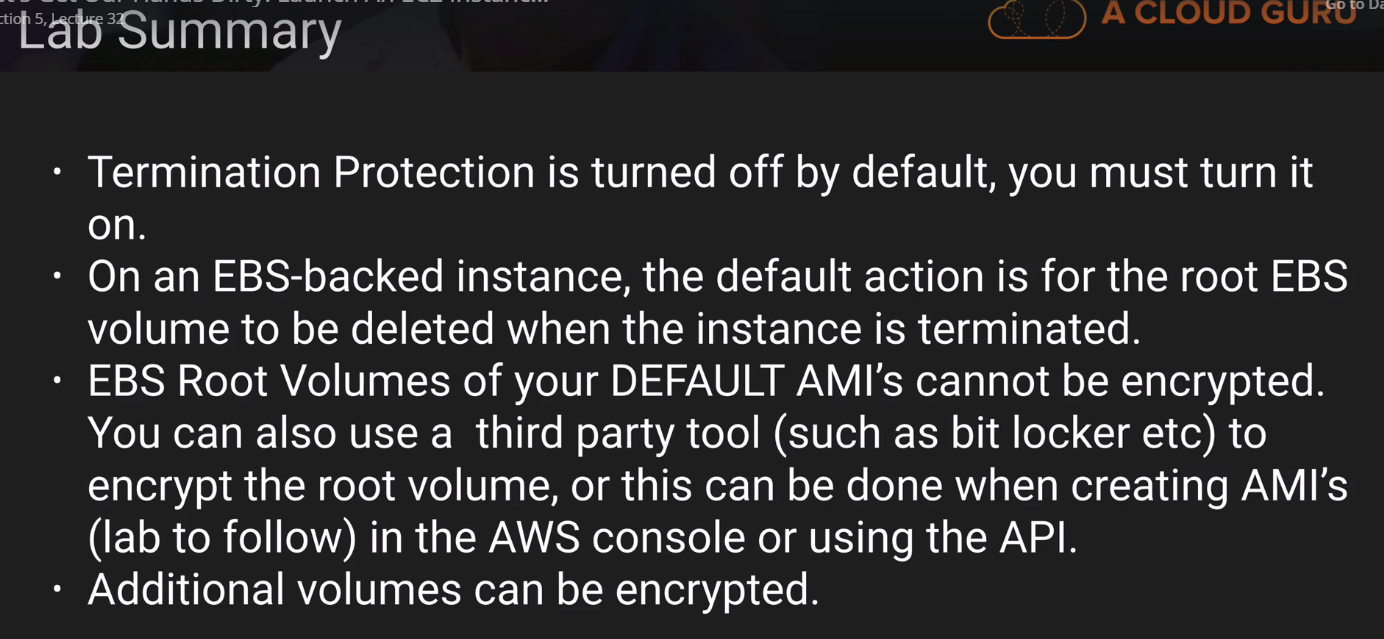 ction 5, Lecture 32
Go to Da
Lab Summary
A CLOUD GURU
• Termination Protection is turned off by default, you must turn it
on.
• On an EBS-backed instance, the default action is for the root EBS
volume to be deleted when the instance is terminated.
• EBS Root Volumes of your DEFAULT AMI’s cannot be encrypted.
You can also use a  third party tool (such as bit locker etc) to
encrypt the root volume, or this can be done when creating AMI’s
(lab to follow) in the AWS console or using the API.
• Additional volumes can be encrypted.